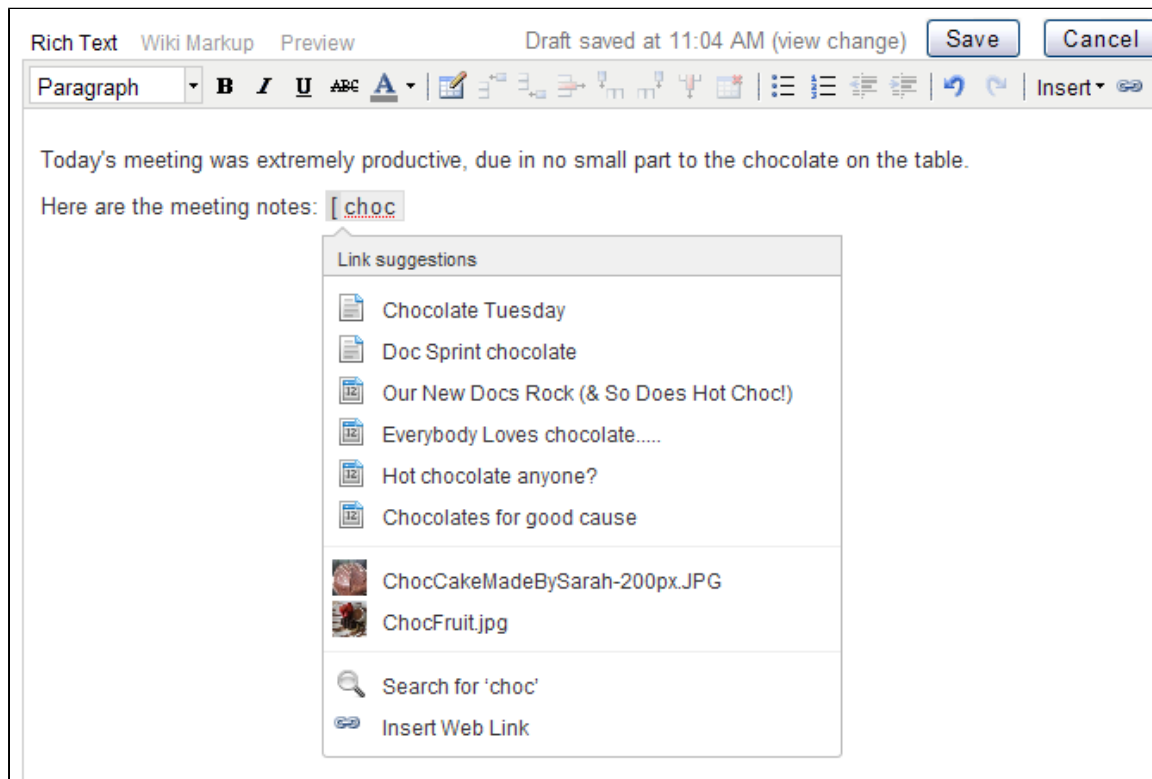 Rich Text Wiki Markup Preview Draft saved at 11:04 AM (view change) Save Cancel
Paragraph B I U ABC A Insert
Today's meeting was extremely productive, due in no small part to the chocolate on the table.
Here are the meeting notes: [ choc
Link suggestions
Chocolate Tuesday
Doc Sprint chocolate
12 Our New Docs Rock (& So Does Hot Choc!)
12 Everybody Loves chocolate.....
12 Hot chocolate anyone?
12 Chocolates for good cause
ChocCakeMadeBySarah-200px.JPG
ChocFruit.jpg
Search for ‘choc’
Insert Web Link